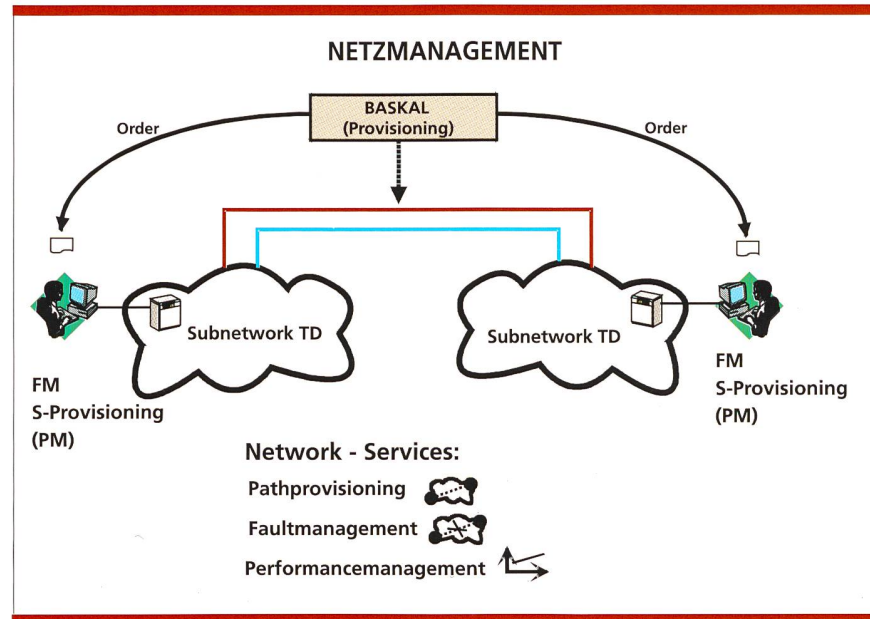 NETZMANAGEMENT
BASKAL
(Provisioning)
Order
Order
Subnetwork TD
Subnetwork TD
FM
S-Provisioning
(PM)
FM
S-Provisioning
(PM)
Network - Services:
Pathprovisioning
Faultmanagement
Performancemanagement